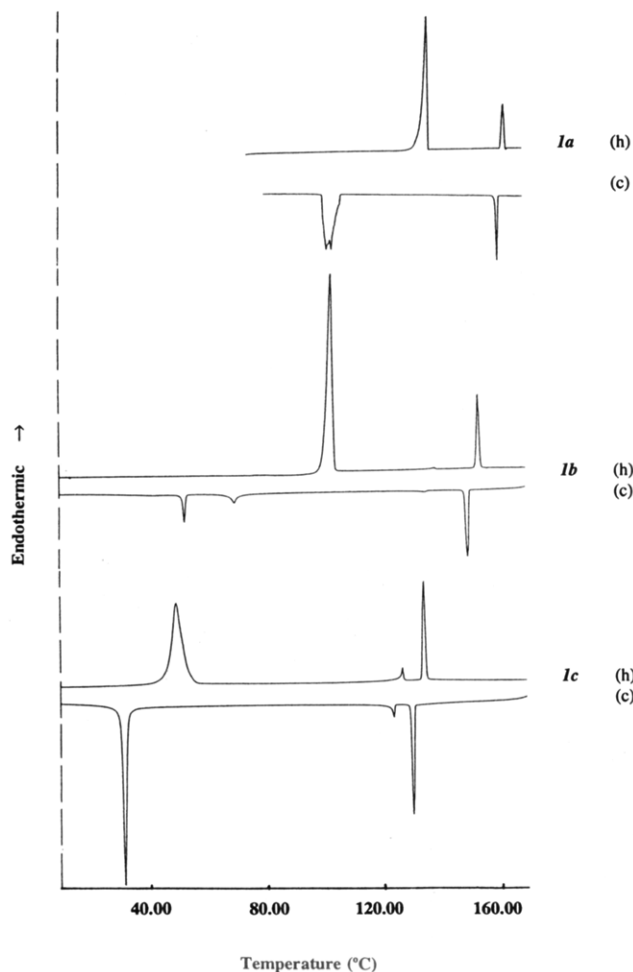 1a (h)
(c)
1b (h)
(c)
1c (h)
(c)
Endothermic →
40.00 80.00 120.00 160.00
Temperature (°C)